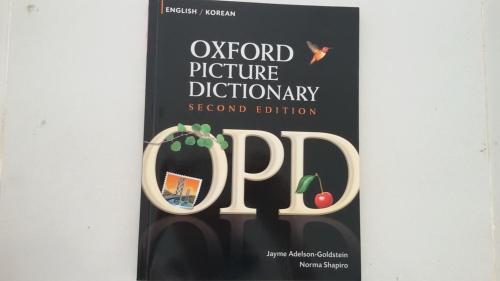 ENGLISH / KOREAN
OXFORD
PICTURE
DICTIONARY
SECOND EDITION
OPD
Jayme Adelson-Goldstein
Norma Shapiro